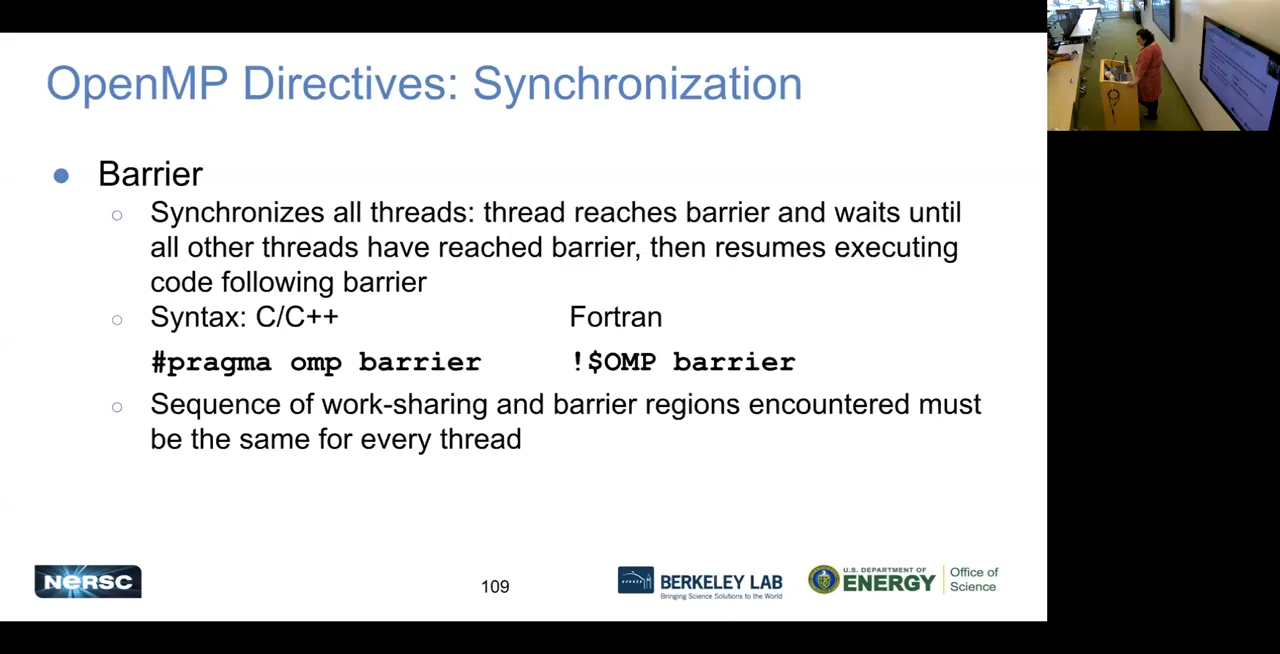 OpenMP Directives: Synchronization
● Barrier
○ Synchronizes all threads: thread reaches barrier and waits until
all other threads have reached barrier, then resumes executing
code following barrier
○ Syntax: C/C++ Fortran
#pragma omp barrier !$OMP barrier
○ Sequence of work-sharing and barrier regions encountered must
be the same for every thread
NERSC
109
BERKELEY LAB
Bringing Science Solutions to the World
U.S. DEPARTMENT OF
ENERGY
Office of
Science